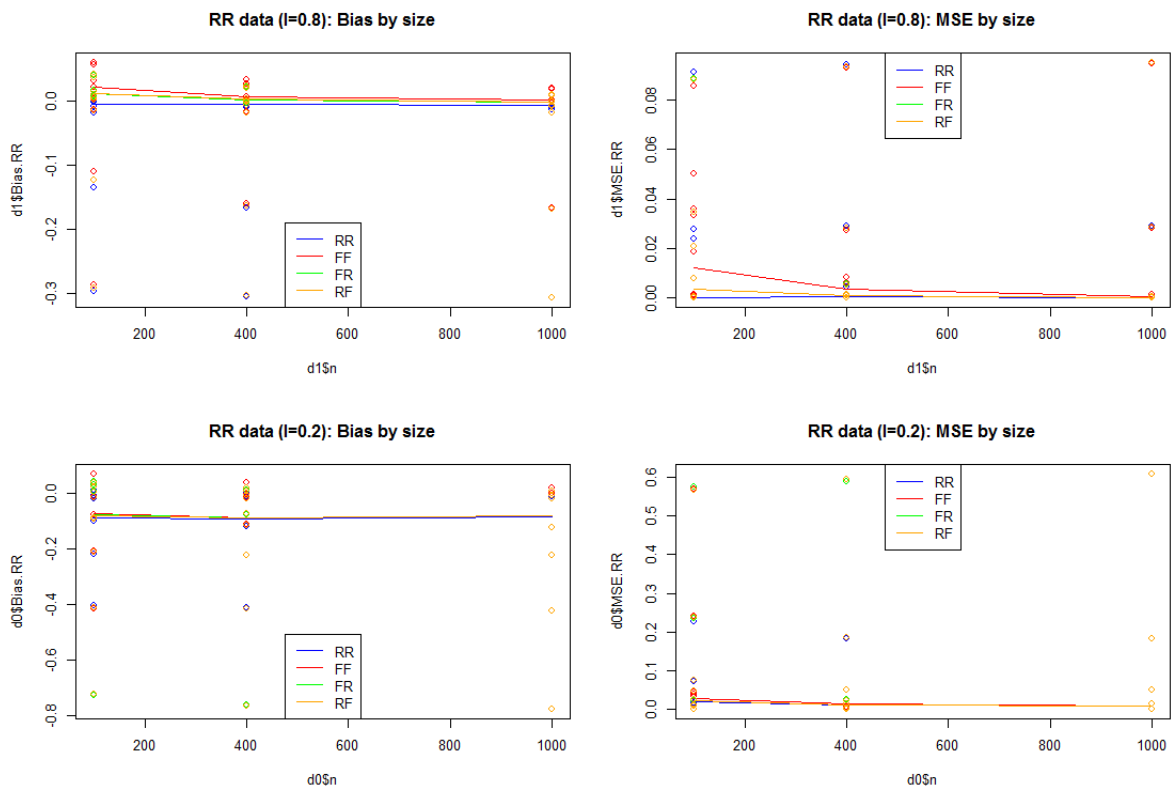 RR data (I=0.8): Bias by size
d1$Bias.RR
0.0
-0.1
-0.2
-0.3
RR
FF
FR
RF
200
400
600
800
1000
d1$n
RR data (I=0.8): MSE by size
d1$MSE.RR
0.08
0.06
0.04
0.02
0.00
RR
FF
FR
RF
200
400
600
800
1000
d1$n
RR data (I=0.2): Bias by size
d0$Bias.RR
0.0
-0.2
-0.4
-0.6
-0.8
RR
FF
FR
RF
200
400
600
800
1000
d0$n
RR data (I=0.2): MSE by size
d0$MSE.RR
0.6
0.5
0.4
0.3
0.2
0.1
0.0
RR
FF
FR
RF
200
400
600
800
1000
d0$n